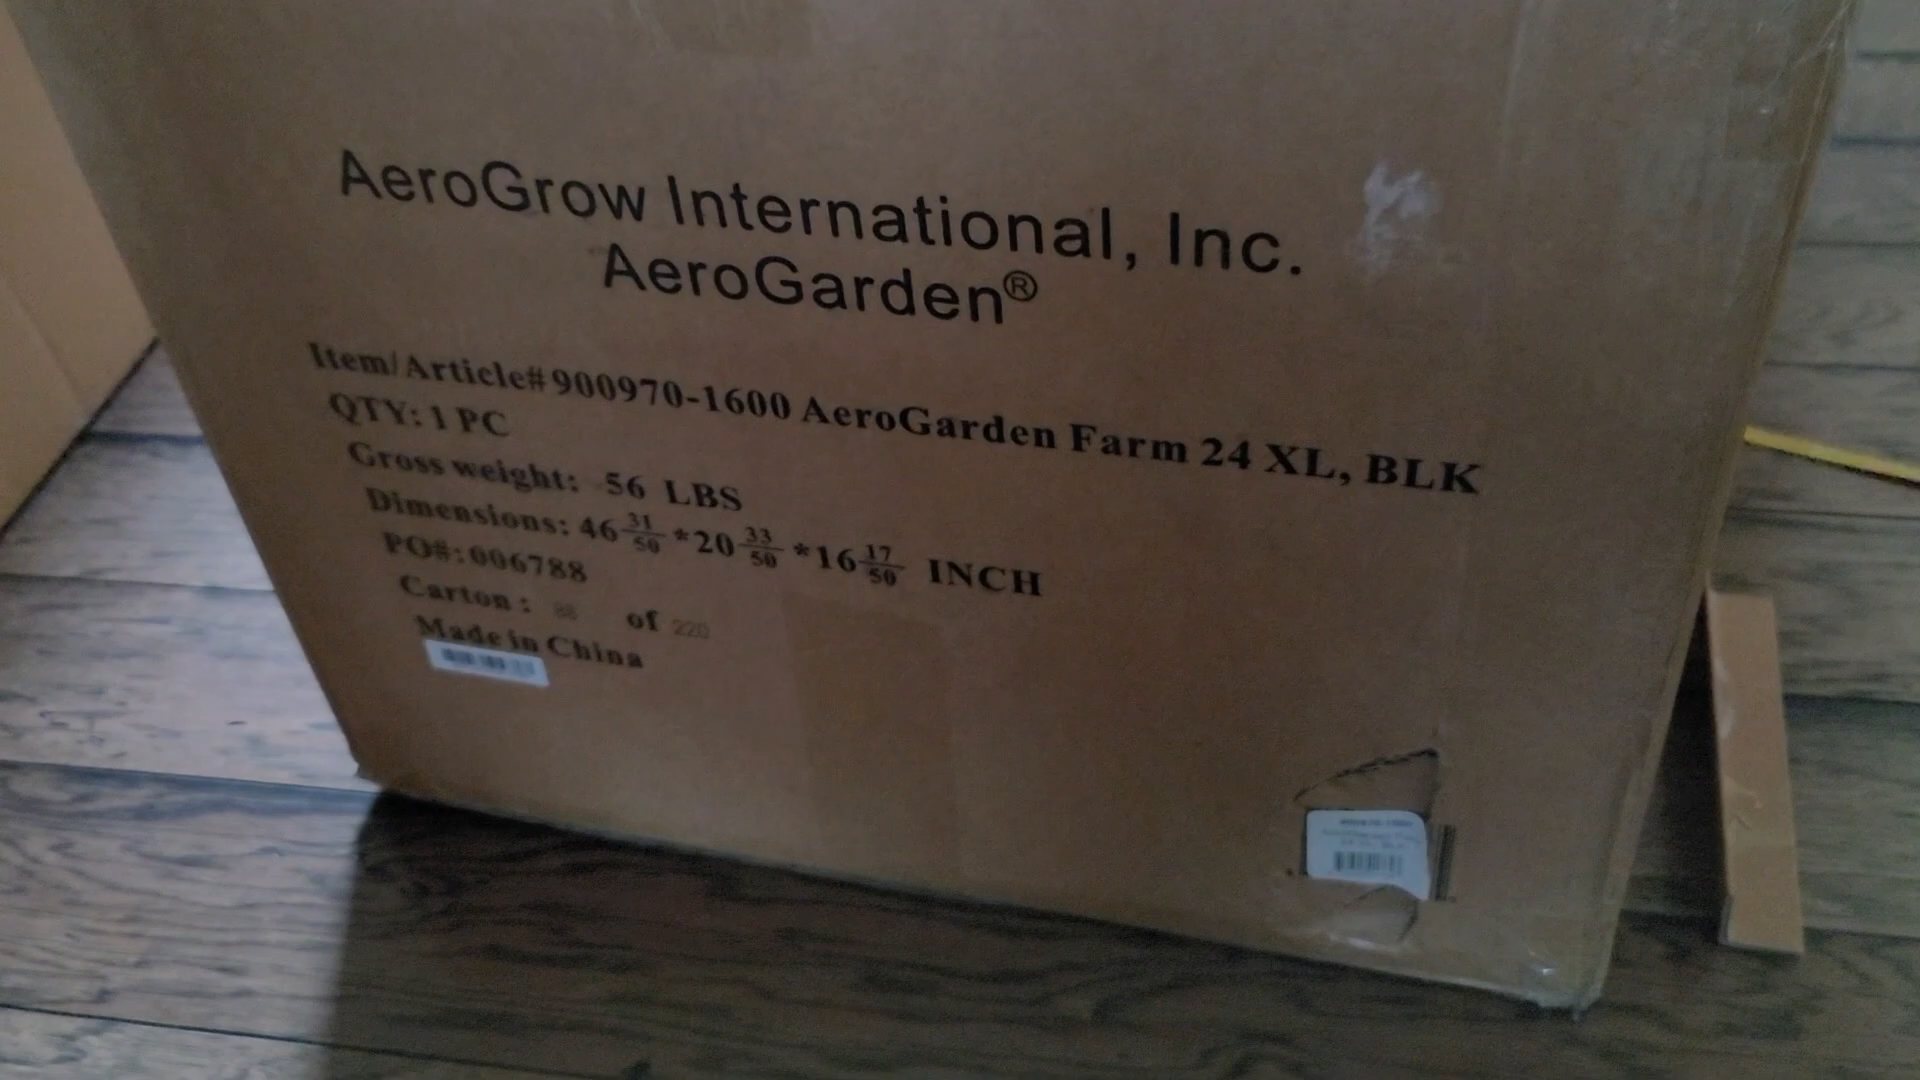 AeroGrow International, Inc.
AeroGarden®
Item/Article#900970-1600 AeroGarden Farm 24 XL, BLK
QTY: 1 PC
Gross weight: 56 LBS
Dimensions: 46 31/50 *20 33/50 *16 17/50 INCH
PO#: 006788
Carton: 88 of 220
Made in China